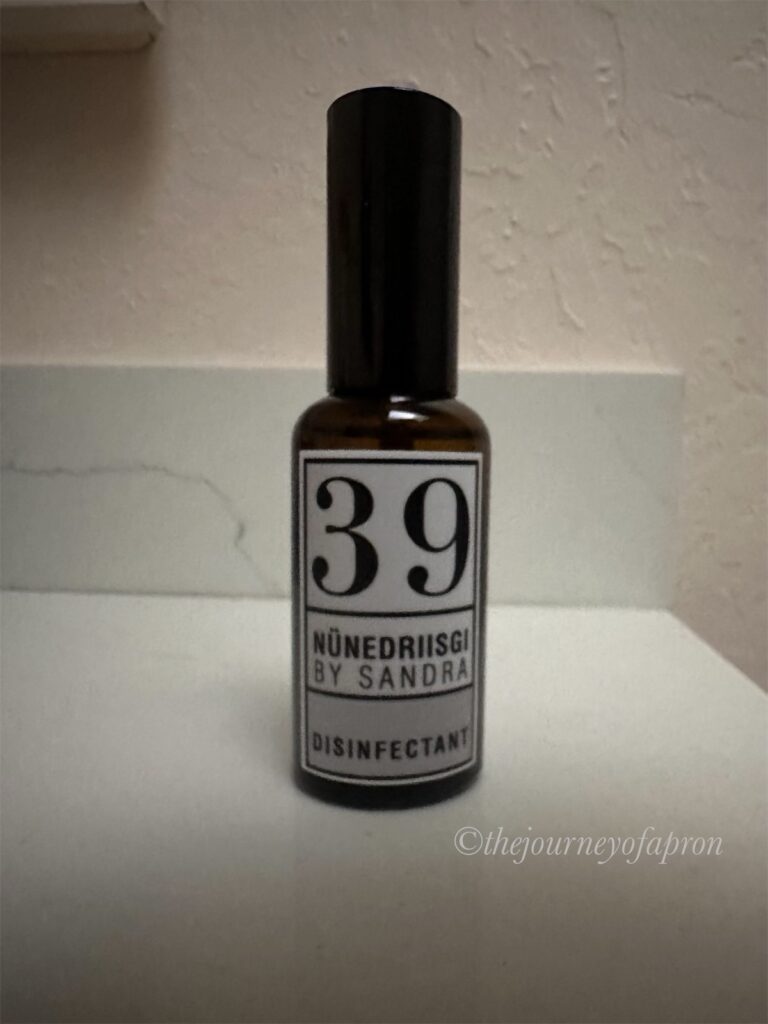 39
NÜNEDRIISGI
BY SANDRA
DISINFECTANT
©thejourneyofapron